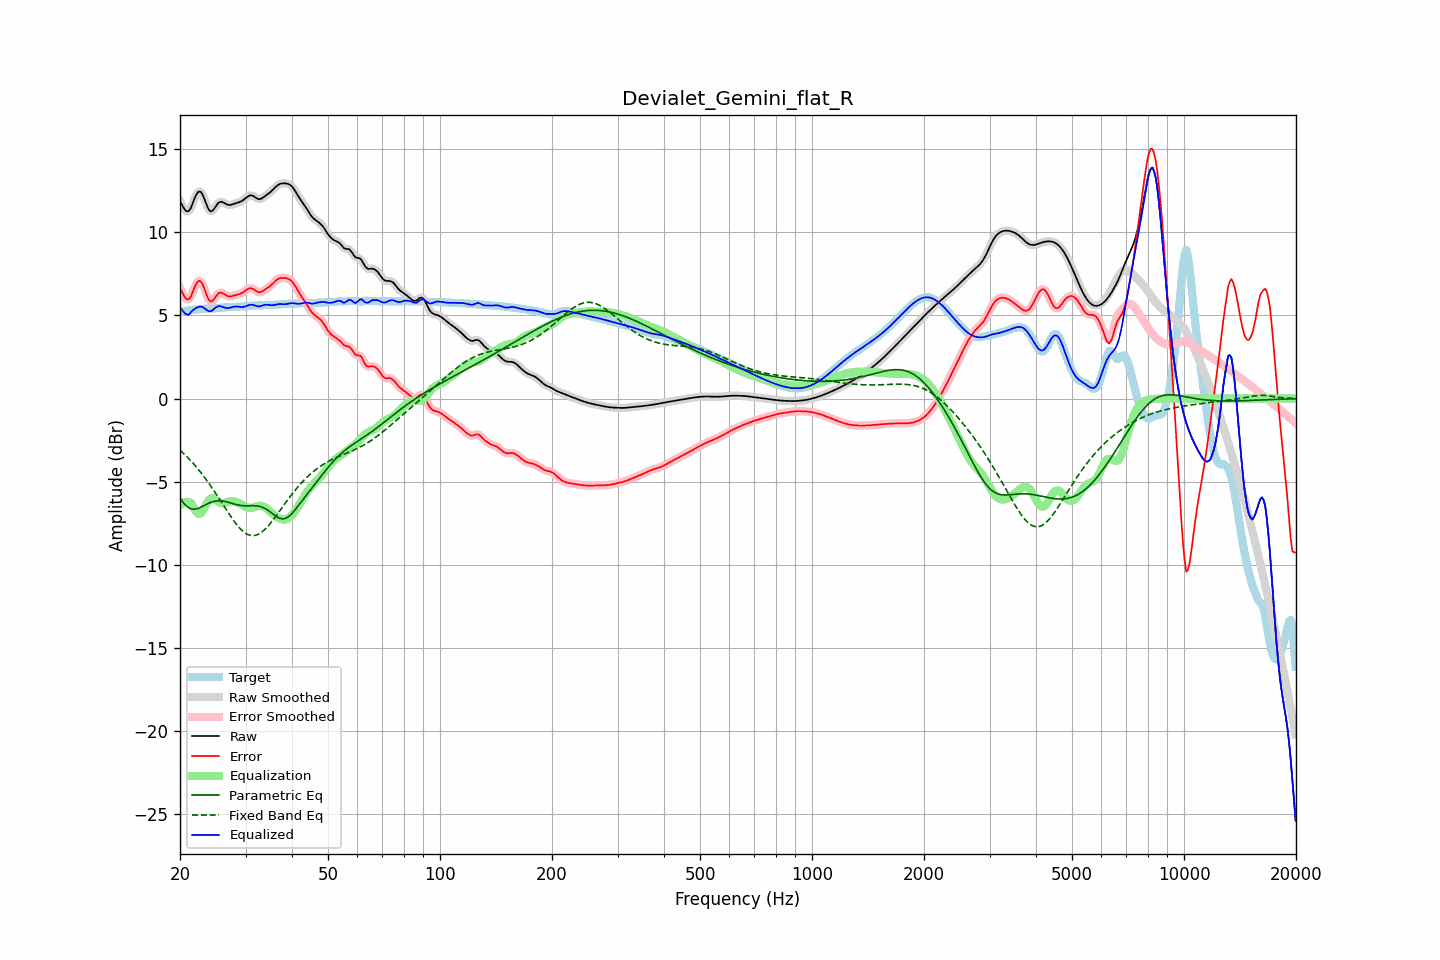 Devialet_Gemini_flat_R
Amplitude (dBr)
15
10
5
0
−5
−10
−15
−20
−25
Target
Raw Smoothed
Error Smoothed
Raw
Error
Equalization
Parametric Eq
Fixed Band Eq
Equalized
20 50 100 200 500 1000 2000 5000 10000 20000
Frequency (Hz)